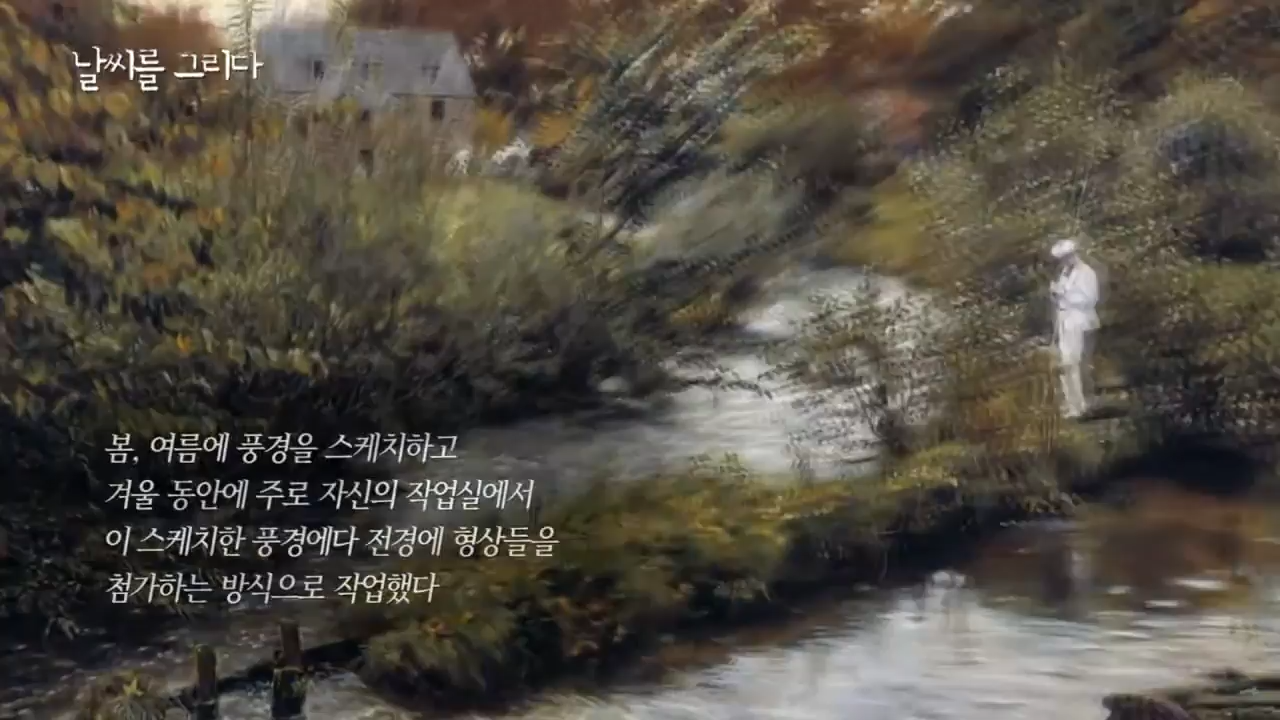 날씨를 그리다
봄, 여름에 풍경을 스케치하고
겨울 동안에 주로 자신의 작업실에서
이 스케치한 풍경에다 전경에 형상들을
첨가하는 방식으로 작업했다